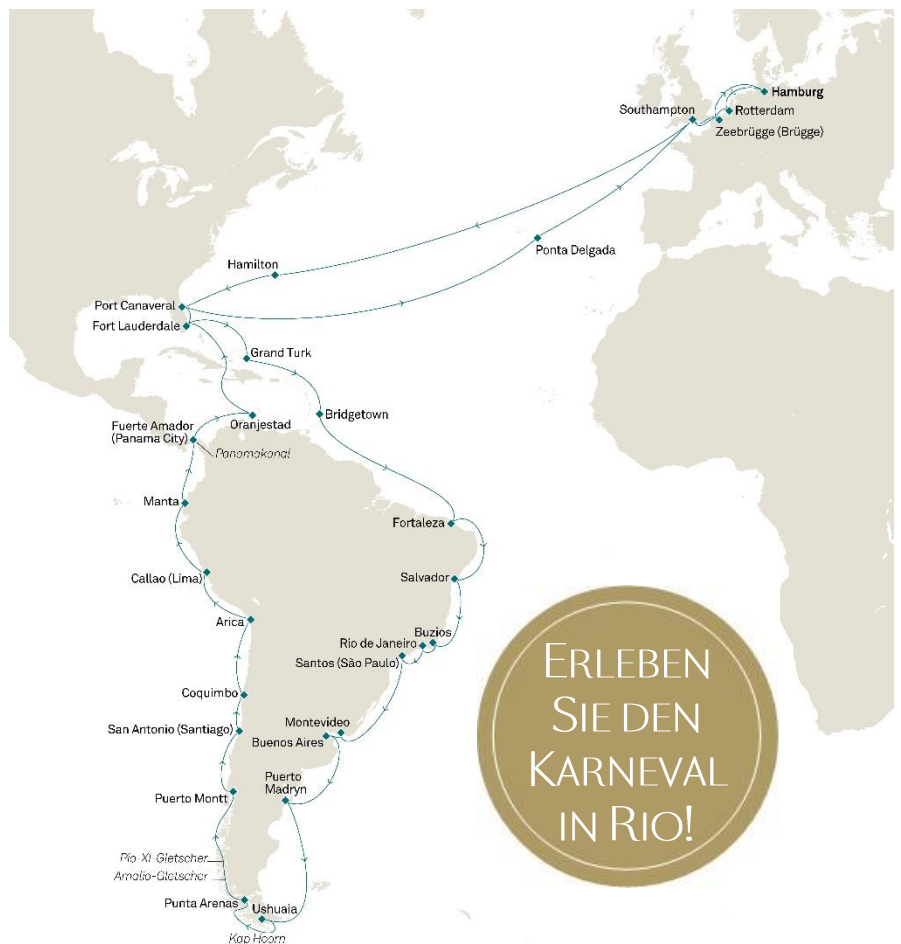 Hamburg
Southampton
Rotterdam
Zeebrügge (Brügge)
Ponta Delgada
Hamilton
Port Canaveral
Fort Lauderdale
Grand Turk
Bridgetown
Oranjestad
Fuerte Amador
(Panama City)
Panamakanal
Manta
Fortaleza
Callao (Lima)
Salvador
Arica
Buzios
Rio de Janeiro
Santos (São Paulo)
Coquimbo
San Antonio (Santiago)
Montevideo
Buenos Aires
Puerto
Madryn
Puerto Montt
Pío-XI-Gletscher
Amalia-Gletscher
Punta Arenas
Ushuaia
Kap Hoorn
ERLEBEN
SIE DEN
KARNEVAL
IN RIO!